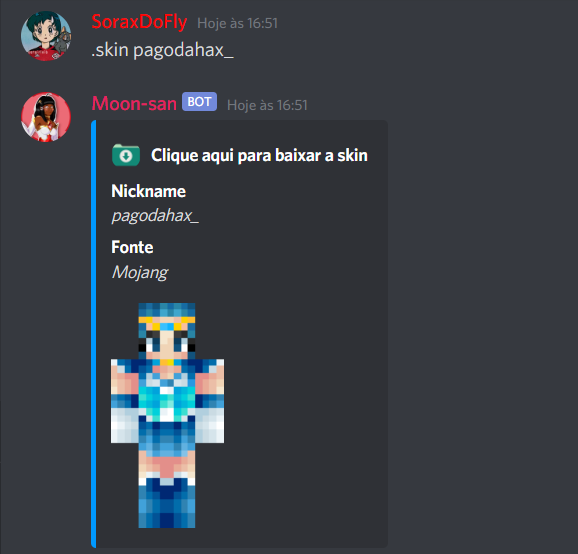 SoraxDoFly Hoje às 16:51
.skin pagodahax_
Moon-san BOT Hoje às 16:51
Clique aqui para baixar a skin
Nickname
pagodahax_
Fonte
Mojang